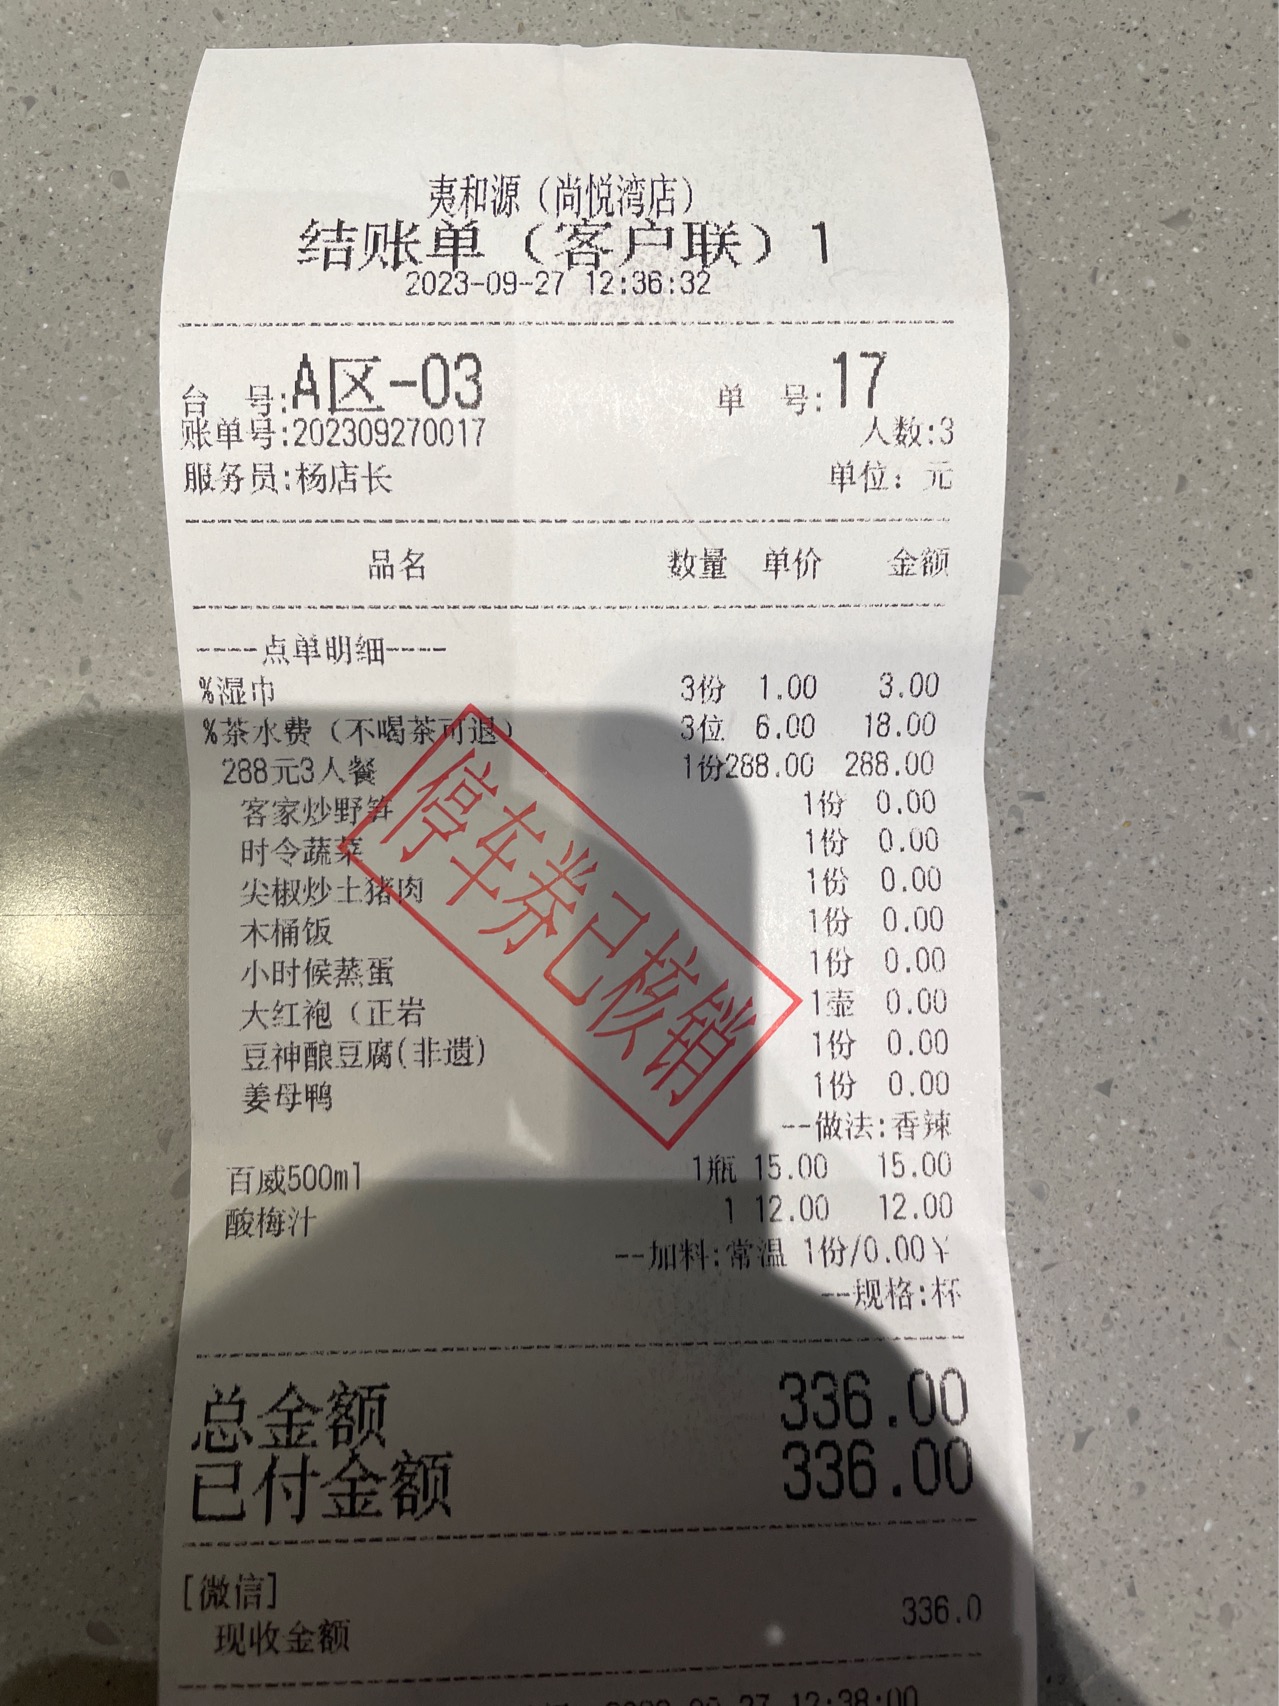 夷和源（尚悦湾店）
结账单（客户联）1
2023-09-27 12:36:32
台 号:A区-03 单 号:17
账单号:202309270017 人数:3
服务员:杨店长 单位：元
品名 数量 单价 金额
----点单明细----
%湿巾 3份 1.00 3.00
%茶水费（不喝茶可退） 3位 6.00 18.00
288元3人餐 1份288.00 288.00
客家炒野笋 1份 0.00
时令蔬菜 1份 0.00
尖椒炒土猪肉 1份 0.00
木桶饭 1份 0.00
小时候蒸蛋 1份 0.00
大红袍（正岩 1壶 0.00
豆神酿豆腐(非遗) 1份 0.00
姜母鸭 1份 0.00
--做法:香辣
百威500ml 1瓶 15.00 15.00
酸梅汁 1 12.00 12.00
--加料:常温 1份/0.00¥
--规格:杯
停车券已核销
总金额 336.00
已付金额 336.00
[微信]
现收金额 336.0
2023-09-27 12:38:00